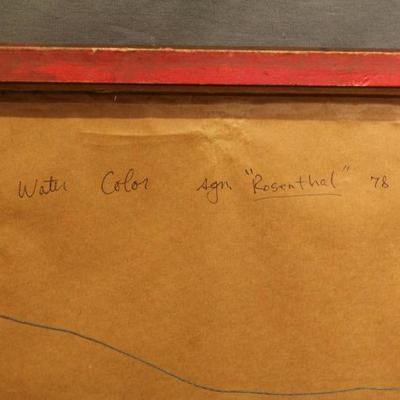 Water Color sgn. "Rosenthal" 78